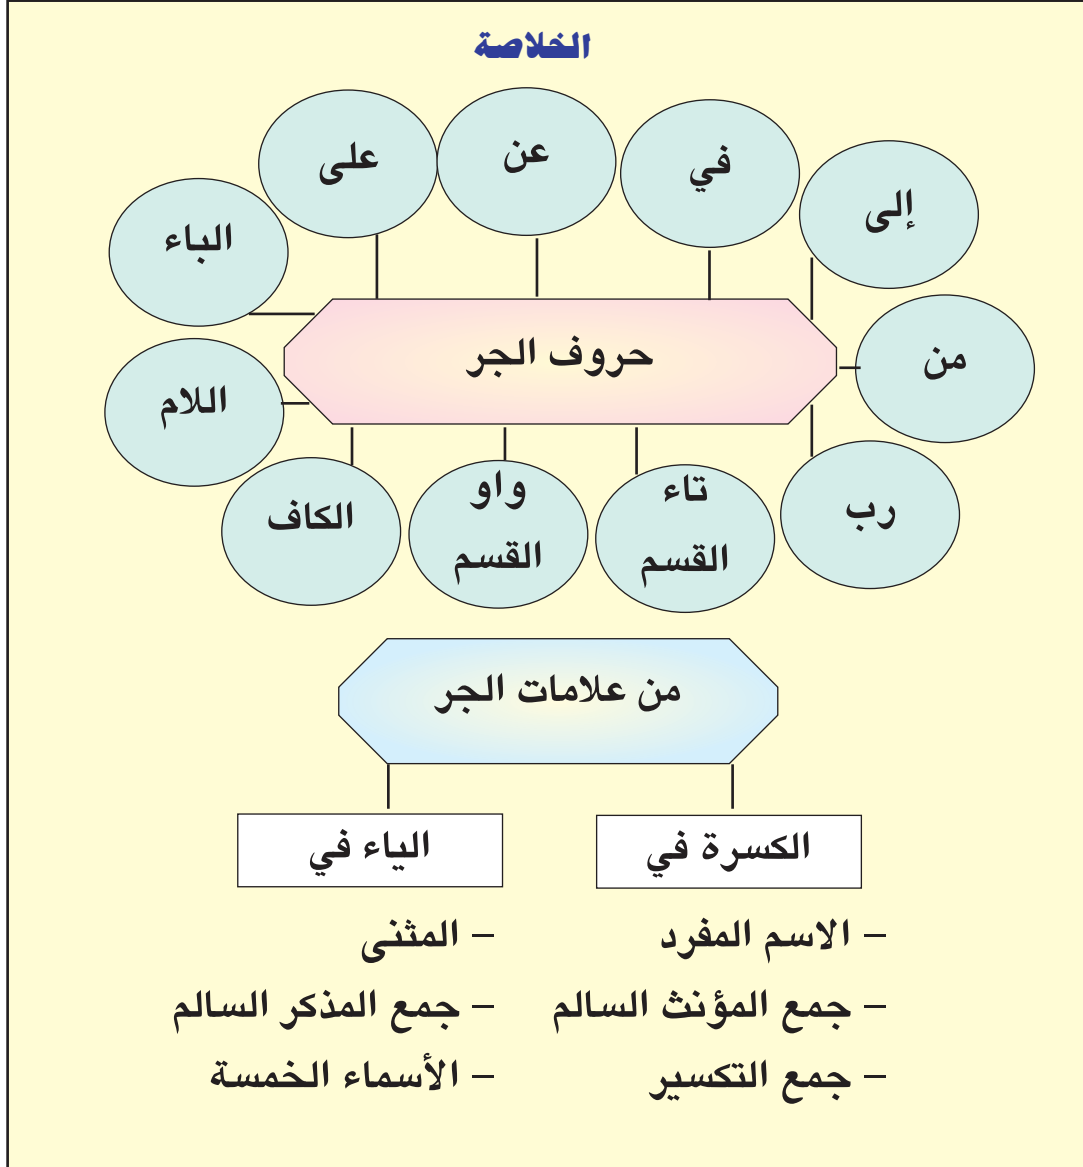 الخلاصة
إلى
في
عن
على
الباء
من
حروف الجر
اللام
رب
تاء
القسم
واو
القسم
الكاف
من علامات الجر
الكسرة في
الياء في
– الاسم المفرد
– المثنى
– جمع المؤنث السالم
– جمع المذكر السالم
– جمع التكسير
– الأسماء الخمسة